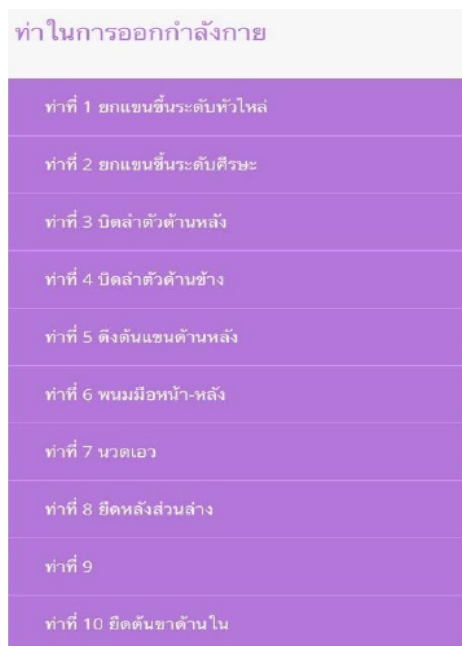 ท่าในการออกกำลังกาย
ท่าที่ 1 ยกแขนขึ้นระดับหัวไหล่
ท่าที่ 2 ยกแขนขึ้นระดับศีรษะ
ท่าที่ 3 บิดลำตัวด้านหลัง
ท่าที่ 4 บิดลำตัวด้านข้าง
ท่าที่ 5 ดึงต้นแขนด้านหลัง
ท่าที่ 6 พนมมือหน้า-หลัง
ท่าที่ 7 นวดเอว
ท่าที่ 8 ยืดหลังส่วนล่าง
ท่าที่ 9
ท่าที่ 10 ยืดต้นขาด้านใน